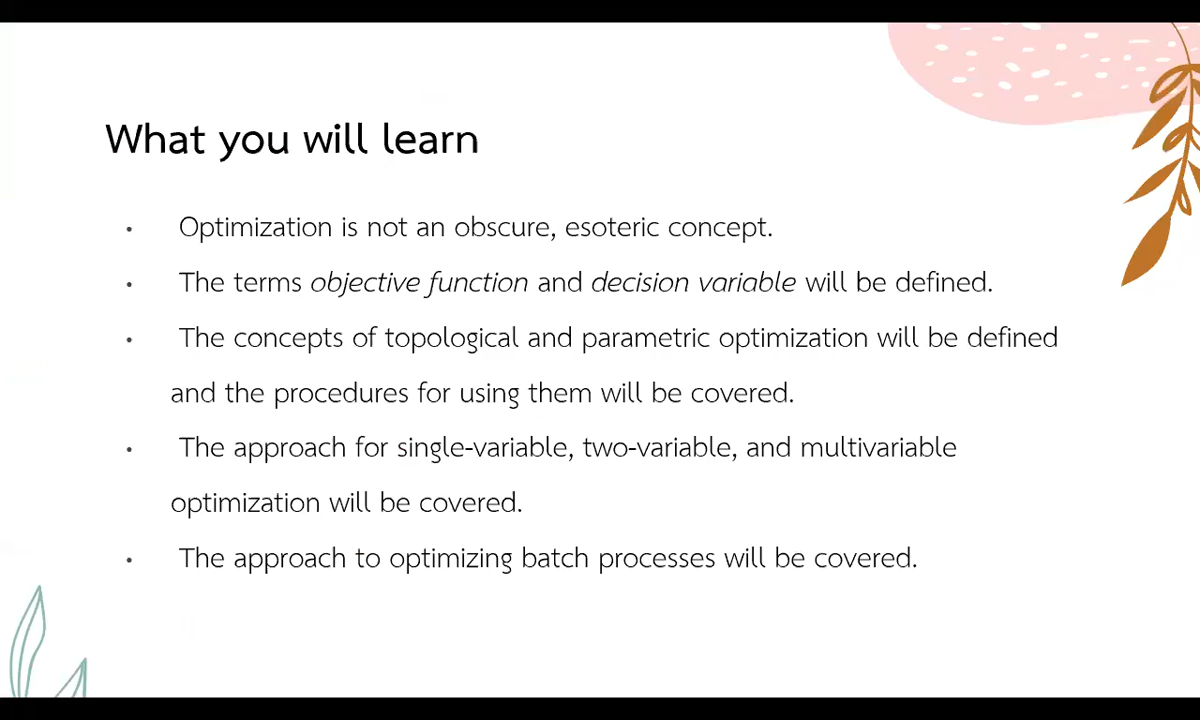 What you will learn
• Optimization is not an obscure, esoteric concept.
• The terms objective function and decision variable will be defined.
• The concepts of topological and parametric optimization will be defined
and the procedures for using them will be covered.
• The approach for single-variable, two-variable, and multivariable
optimization will be covered.
• The approach to optimizing batch processes will be covered.